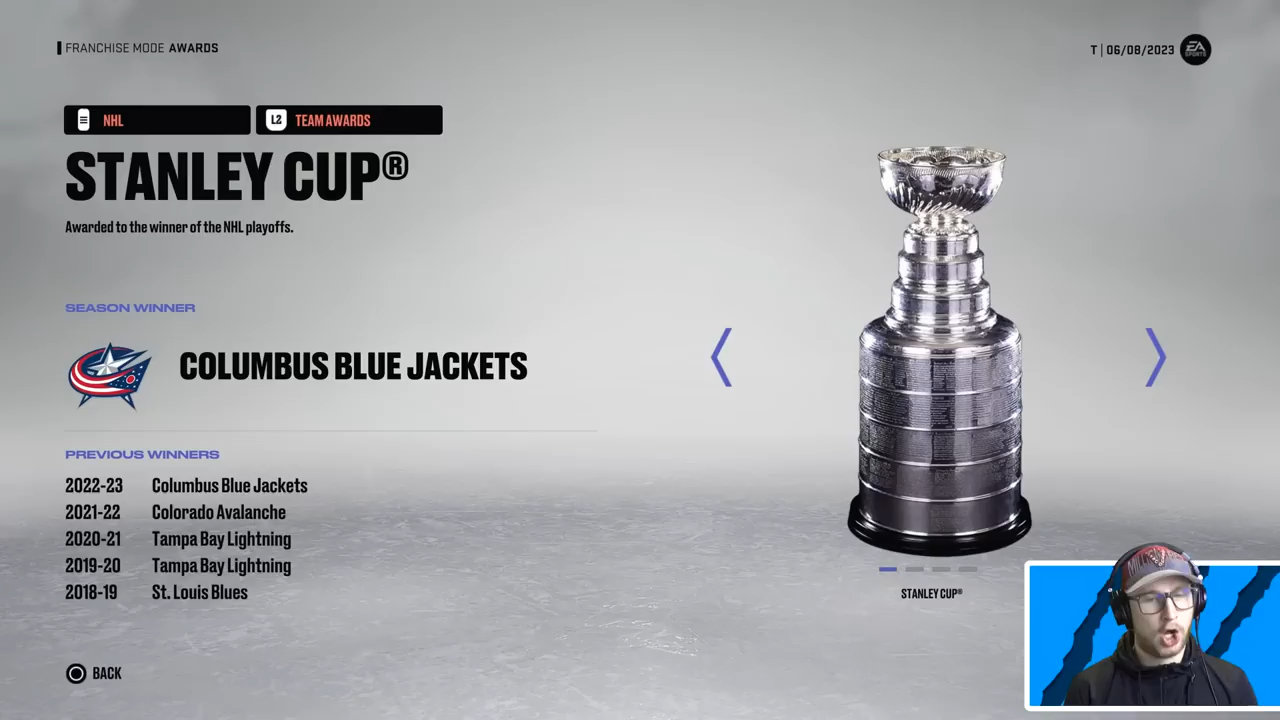 FRANCHISE MODE AWARDS
T | 06/08/2023
EA SPORTS
NHL
L2 TEAM AWARDS
STANLEY CUP®
Awarded to the winner of the NHL playoffs.
SEASON WINNER
COLUMBUS BLUE JACKETS
PREVIOUS WINNERS
2022-23 Columbus Blue Jackets
2021-22 Colorado Avalanche
2020-21 Tampa Bay Lightning
2019-20 Tampa Bay Lightning
2018-19 St. Louis Blues
STANLEY CUP®
BACK